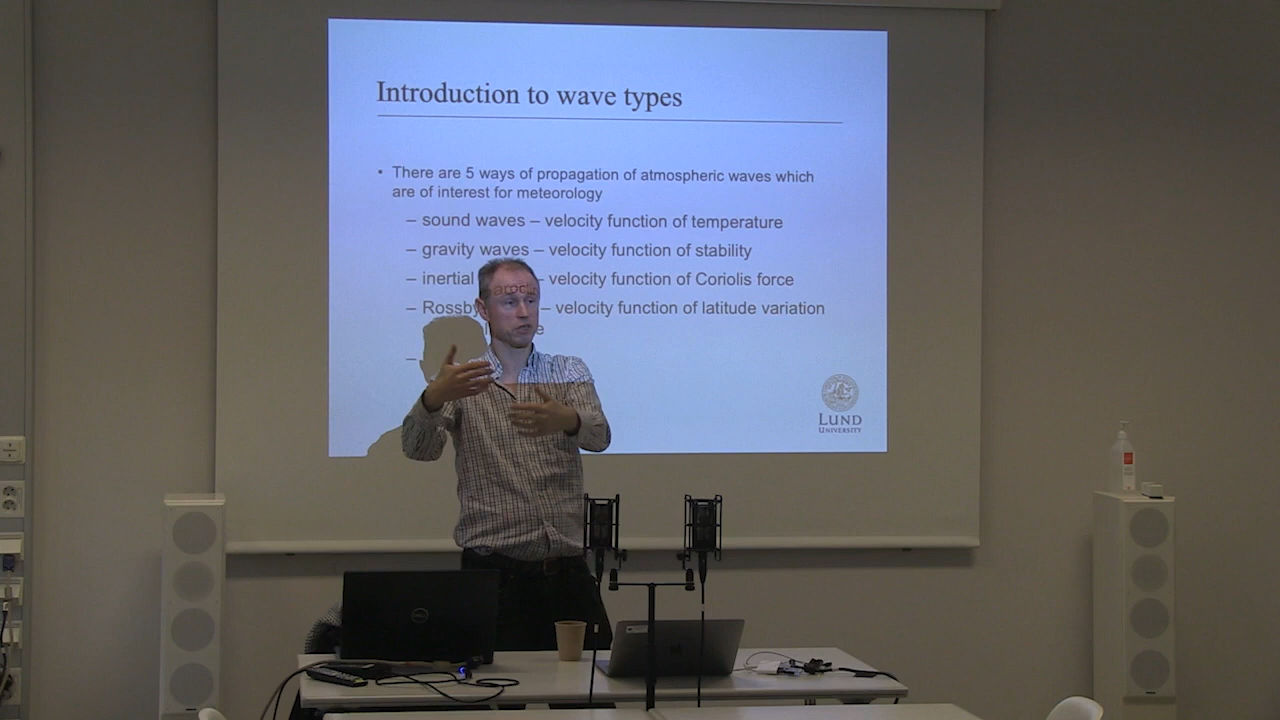 Introduction to wave types
• There are 5 ways of propagation of atmospheric waves which
are of interest for meteorology
– sound waves – velocity function of temperature
– gravity waves – velocity function of stability
– inertial – velocity function of Coriolis force
– Rossby – velocity function of latitude variation
–
LUND
UNIVERSITY
DELL